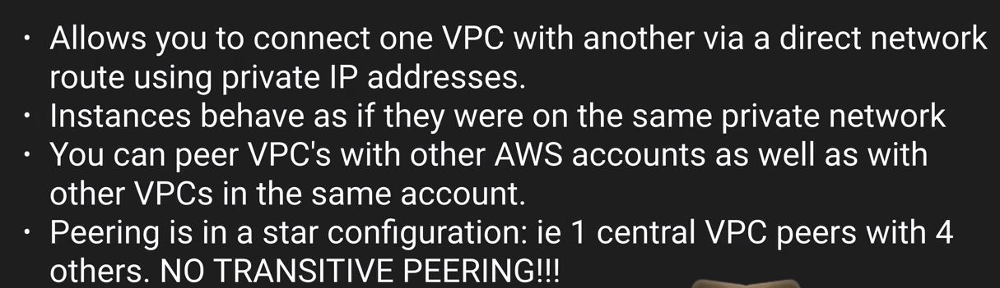 • Allows you to connect one VPC with another via a direct network
route using private IP addresses.
• Instances behave as if they were on the same private network
• You can peer VPC's with other AWS accounts as well as with
other VPCs in the same account.
• Peering is in a star configuration: ie 1 central VPC peers with 4
others. NO TRANSITIVE PEERING!!!